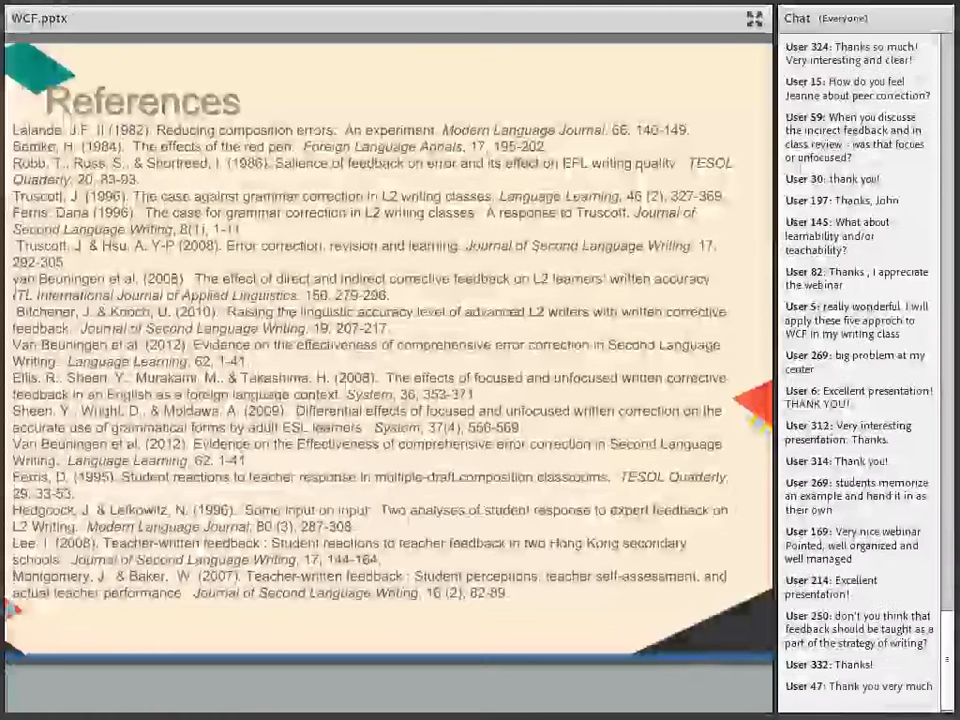 WCF.pptx
References
Lalande, J.F. II (1982). Reducing composition errors: An experiment. Modern Language Journal. 66, 140-149.
Semke, H. (1984). The effects of the red pen. Foreign Language Annals, 17, 195-202.
Robb, T., Ross, S., & Shortreed, I. (1986). Salience of feedback on error and its effect on EFL writing quality. TESOL
Quarterly, 20, 83-93.
Truscott, J. (1996). The case against grammar correction in L2 writing classes. Language Learning, 46 (2), 327-369.
Ferris, Dana (1996). The case for grammar correction in L2 writing classes. A response to Truscott. Journal of
Second Language Writing, 8(1), 1-11
Truscott, J. & Hsu, A. Y-P (2008). Error correction, revision and learning. Journal of Second Language Writing. 17,
292-305
van Beuningen et al. (2008). The effect of direct and indirect corrective feedback on L2 learners' written accuracy
ITL International Journal of Applied Linguistics. 156, 279-296.
Bitchener, J. & Knoch, U. (2010). Raising the linguistic accuracy level of advanced L2 writers with written corrective
feedback. Journal of Second Language Writing, 19, 207-217.
Van Beuningen et al (2012). Evidence on the effectiveness of comprehensive error correction in Second Language
Writing. Language Learning, 62, 1-41.
Ellis, R., Sheen, Y., Murakami, M., & Takashima, H. (2008). The effects of focused and unfocused written corrective
feedback in an English as a foreign language context. System, 36, 353-371
Sheen, Y., Wright, D., & Moldawa, A. (2009). Differential effects of focused and unfocused written correction on the
accurate use of grammatical forms by adult ESL learners. System, 37(4), 556-569
Van Beuningen et al. (2012). Evidence on the Effectiveness of comprehensive error correction in Second Language
Writing. Language Learning, 62. 1-41
Ferris, D. (1995). Student reactions to teacher response in multiple-draft composition classrooms. TESOL Quarterly,
29, 33-53.
Hedgcock, J. & Lefkowitz, N. (1996). Some input on input: Two analyses of student response to expert feedback on
L2 Writing. Modern Language Journal, 80 (3), 287-308
Lee, I. (2008). Teacher-written feedback : Student reactions to teacher feedback in two Hong Kong secondary
schools. Journal of Second Language Writing, 17, 144-164.
Montgomery, J. & Baker, W. (2007). Teacher-written feedback : Student perceptions, teacher self-assessment, and
actual teacher performance. Journal of Second Language Writing, 16 (2), 82-89.
Chat (Everyone)
User 324: Thanks so much!
Very interesting and clear!
User 15: How do you feel
Jeanne about peer correction?
User 59: When you discuss
the incirect feedback and in
class review - was that focues
or unfocused?
User 30: thank you!
User 197: Thanks, John
User 145: What about
learnability and/or
teachability?
User 82: Thanks , I appreciate
the webinar
User 5: really wonderful. I will
apply these five approch to
WCF in my writing class
User 269: big problem at my
center
User 6: Excellent presentation!
THANK YOU!
User 312: Very interesting
presentation. Thanks.
User 314: Thank you!
User 269: students memorize
an example and hand it in as
their own
User 169: Very nice webinar
Pointed, well organized and
well managed
User 214: Excellent
presentation!
User 250: don't you think that
feedback should be taught as a
part of the strategy of writing?
User 332: Thanks!
User 47: Thank you very much